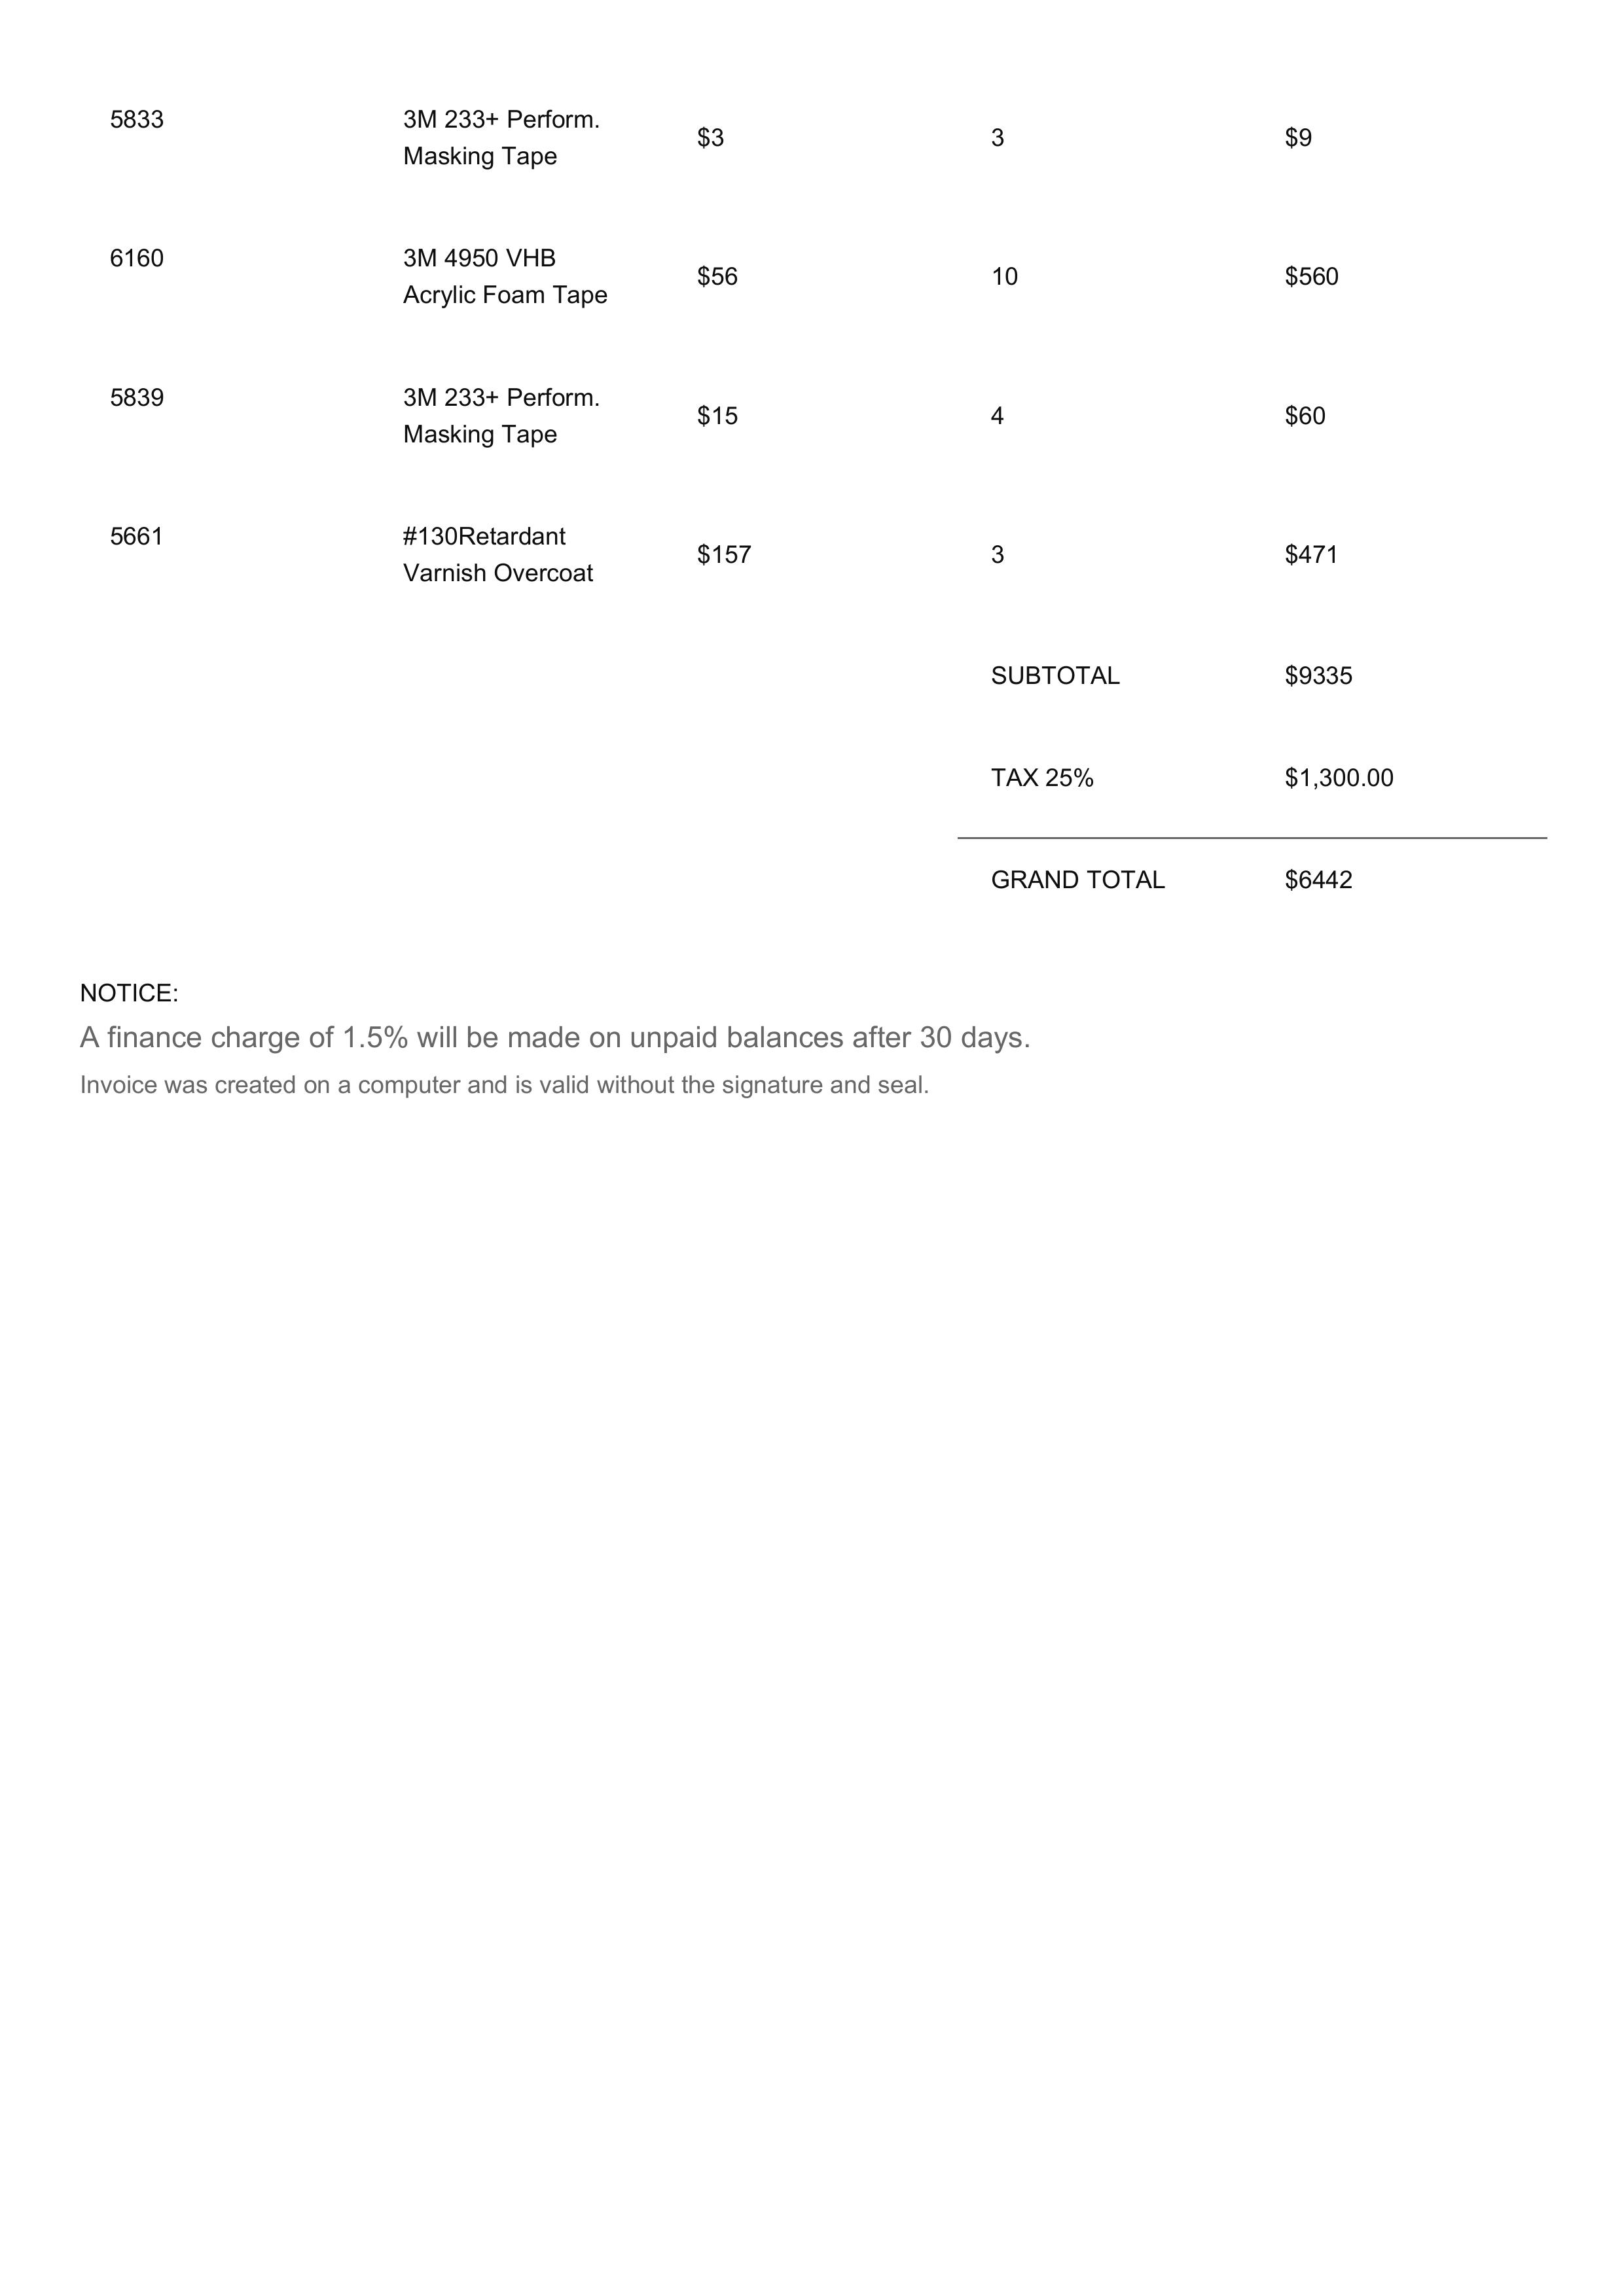 5833 3M 233+ Perform. Masking Tape $3 3 $9
6160 3M 4950 VHB Acrylic Foam Tape $56 10 $560
5839 3M 233+ Perform. Masking Tape $15 4 $60
5661 #130Retardant Varnish Overcoat $157 3 $471
SUBTOTAL $9335
TAX 25% $1,300.00
GRAND TOTAL $6442
NOTICE:
A finance charge of 1.5% will be made on unpaid balances after 30 days.
Invoice was created on a computer and is valid without the signature and seal.